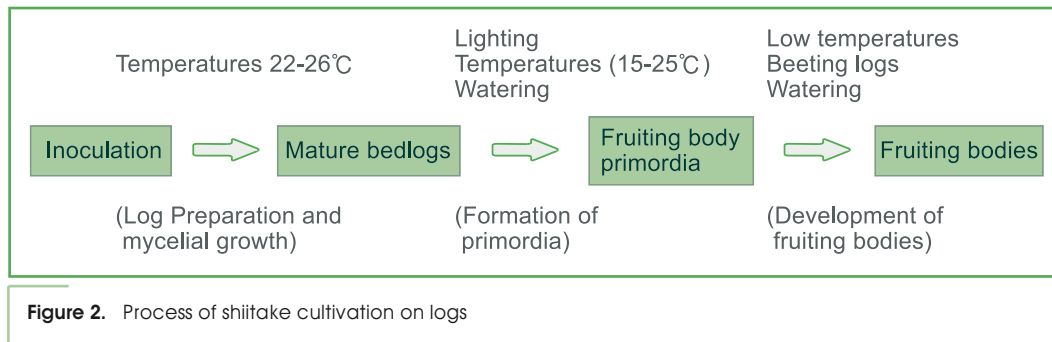 Temperatures 22-26℃
Lighting
Temperatures (15-25℃)
Watering
Low temperatures
Beeting logs
Watering
Inoculation
Mature bedlogs
Fruiting body
primordia
Fruiting bodies
(Log Preparation and
mycelial growth)
(Formation of
primordia)
(Development of
fruiting bodies)
Figure 2. Process of shiitake cultivation on logs